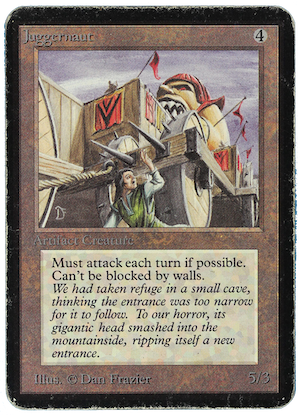 Juggernaut 4
Artifact Creature
Must attack each turn if possible.
Can't be blocked by walls.
We had taken refuge in a small cave,
thinking the entrance was too narrow
for it to follow. To our horror, its
gigantic head smashed into the
mountainside, ripping itself a new
entrance.
Illus. © Dan Frazier 5/3